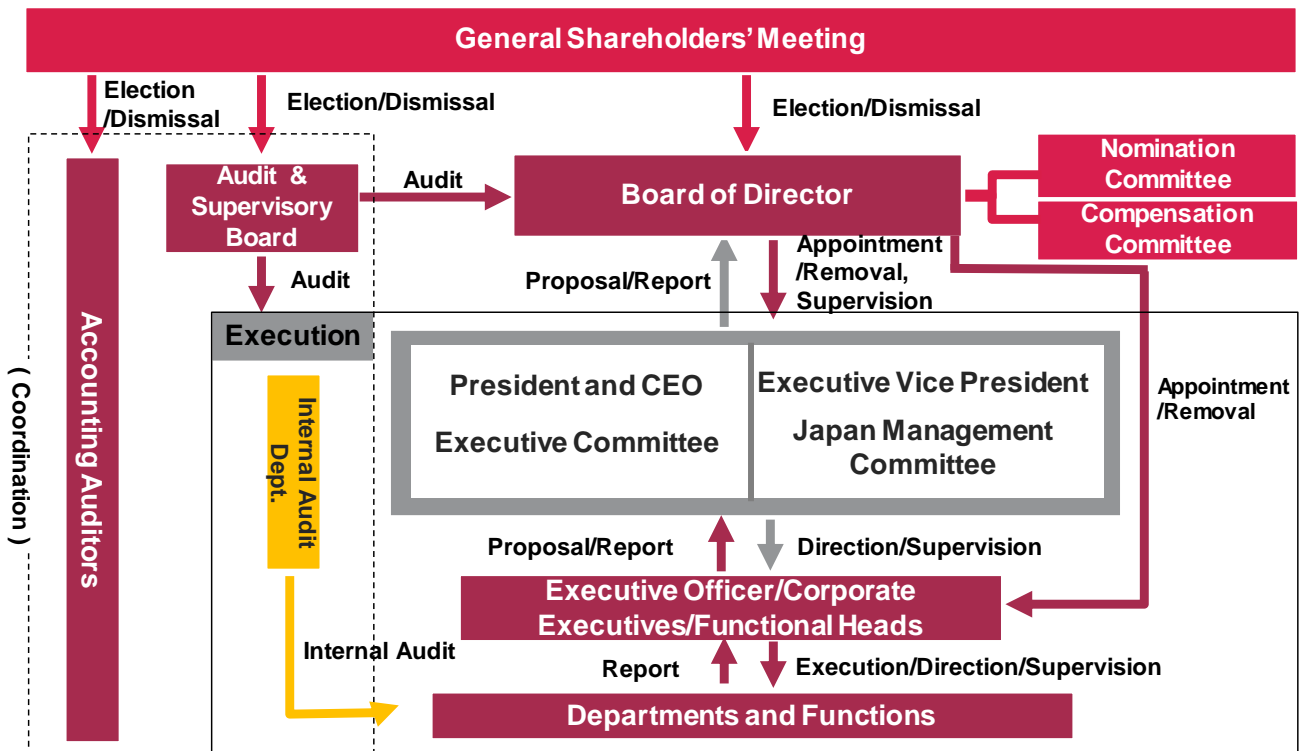 General Shareholders' Meeting
Election
/Dismissal
Election/Dismissal
Election/Dismissal
Audit &
Supervisory
Board
Audit
Board of Director
Nomination
Committee
Compensation
Committee
Audit
Proposal/Report
Appointment
/Removal,
Supervision
( Coordination )
Accounting Auditors
Execution
Internal Audit
Dept.
President and CEO
Executive Committee
Executive Vice President
Japan Management
Committee
Appointment
/Removal
Proposal/Report
Direction/Supervision
Executive Officer/Corporate
Executives/Functional Heads
Internal Audit
Report
Execution/Direction/Supervision
Departments and Functions